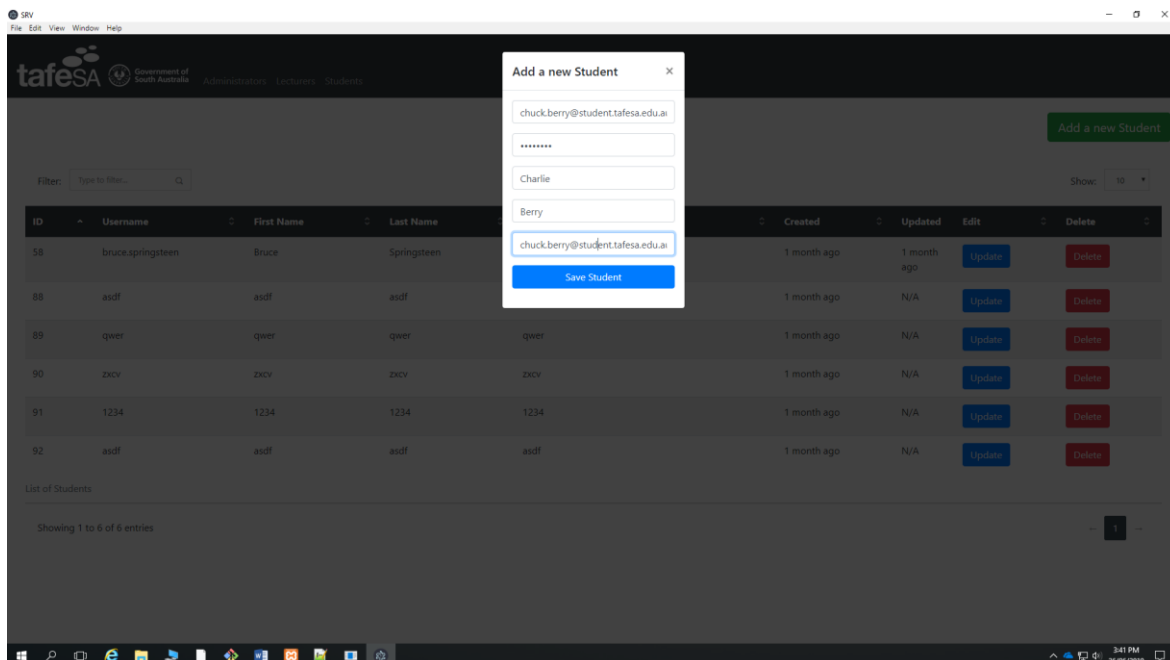 SRV
File Edit View Window Help
tafeSA Government of South Australia Administrators Lecturers Students
Add a new Student ×
chuck.berry@student.tafesa.edu.au
••••••••
Charlie
Berry
chuck.berry@student.tafesa.edu.au
Save Student
Add a new Student
Filter: Type to filter... Show: 10
ID Username First Name Last Name Created Updated Edit Delete
58 bruce.springsteen Bruce Springsteen 1 month ago 1 month ago Update Delete
88 asdf asdf asdf 1 month ago N/A Update Delete
89 qwer qwer qwer qwer 1 month ago N/A Update Delete
90 zxcv zxcv zxcv zxcv 1 month ago N/A Update Delete
91 1234 1234 1234 1234 1 month ago N/A Update Delete
92 asdf asdf asdf asdf 1 month ago N/A Update Delete
List of Students
Showing 1 to 6 of 6 entries ← 1 →
3:41 PM